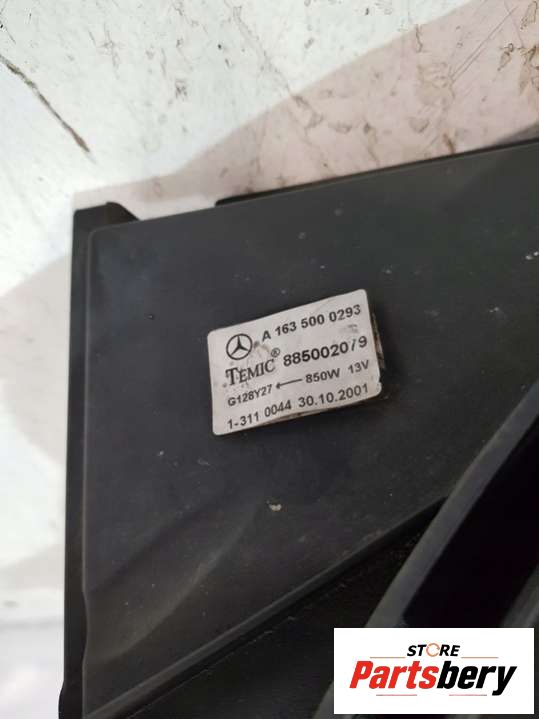 A 163 500 0293
TEMIC® 885002079
G128Y27 ← 850W 13V
1-311 0044 30.10.2001
STORE
Partsbery